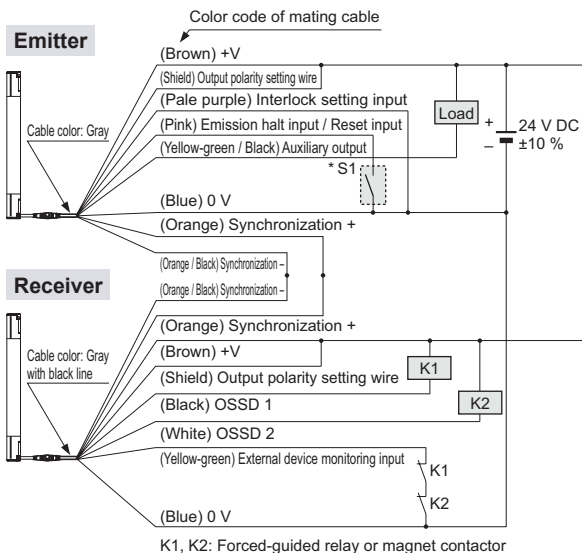 Color code of mating cable
Emitter
(Brown) +V
(Shield) Output polarity setting wire
(Pale purple) Interlock setting input
Cable color: Gray
(Pink) Emission halt input / Reset input
(Yellow-green / Black) Auxiliary output
Load
+
–
24 V DC
±10 %
* S1
(Blue) 0 V
(Orange) Synchronization +
(Orange / Black) Synchronization –
Receiver
(Orange / Black) Synchronization –
(Orange) Synchronization +
Cable color: Gray
with black line
(Brown) +V
(Shield) Output polarity setting wire
K1
(Black) OSSD 1
K2
(White) OSSD 2
(Yellow-green) External device monitoring input
K1
K2
(Blue) 0 V
K1, K2: Forced-guided relay or magnet contactor